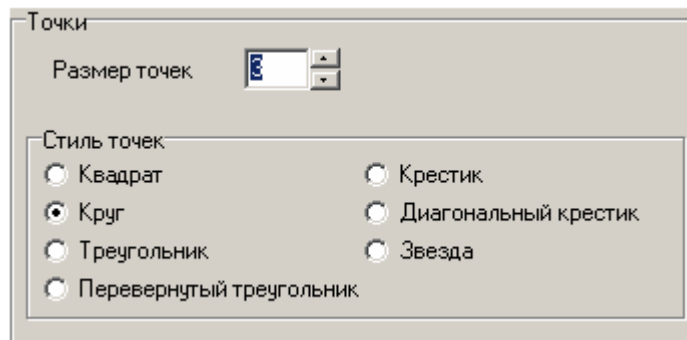 Точки
Размер точек 3
Стиль точек
Квадрат
Крестик
Круг
Диагональный крестик
Треугольник
Звезда
Перевернутый треугольник